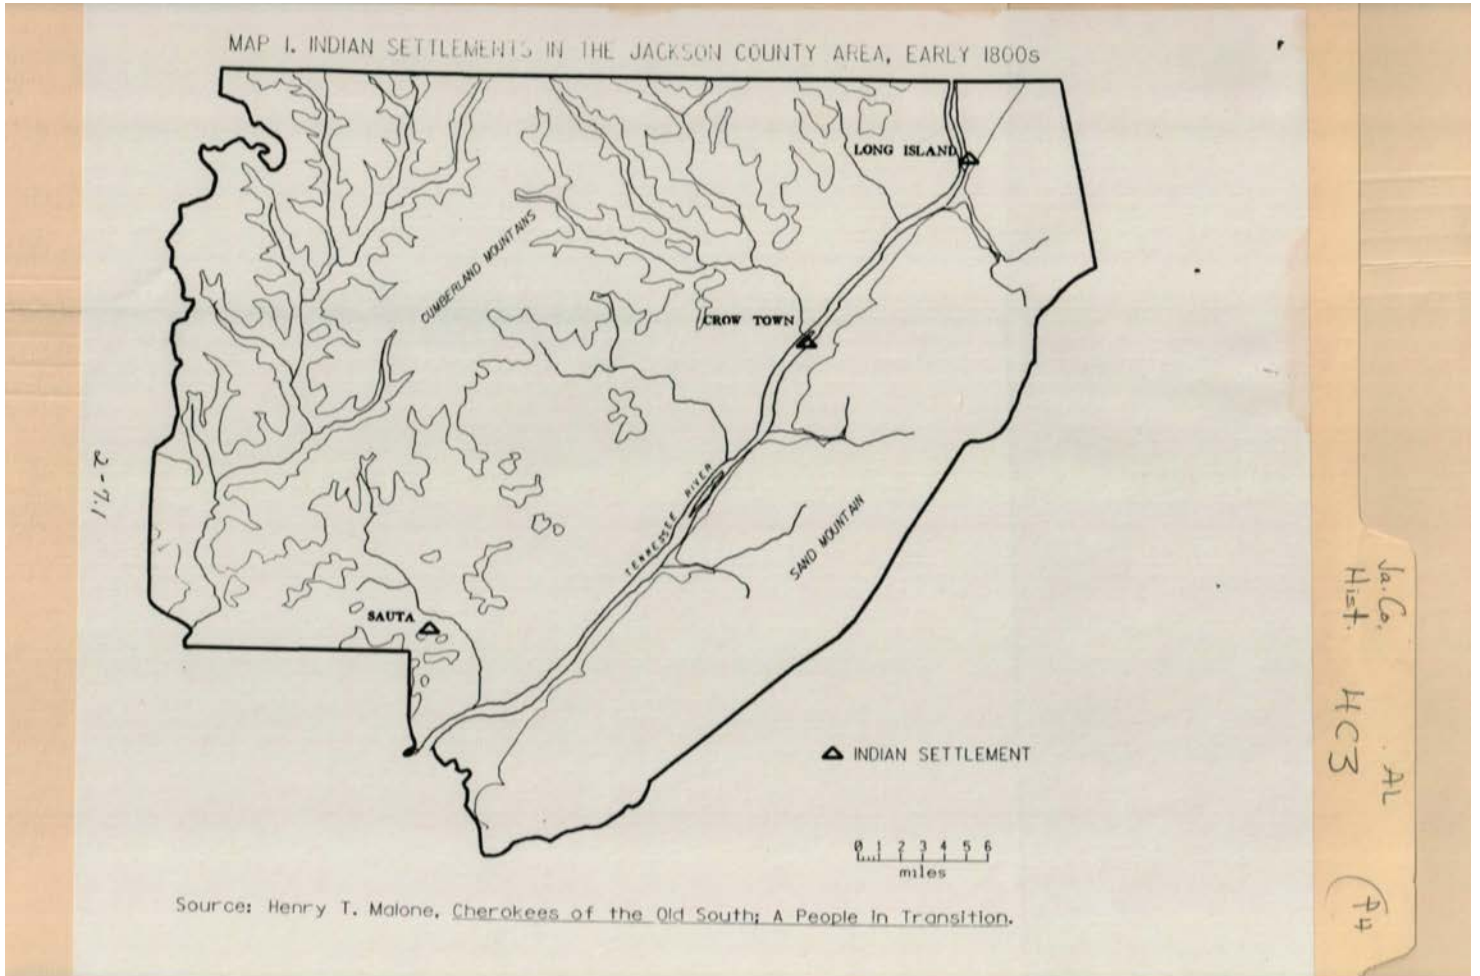 MAP 1. INDIAN SETTLEMENTS IN THE JACKSON COUNTY AREA, EARLY 1800s
LONG ISLAND
CUMBERLAND MOUNTAINS
CROW TOWN
TENNESSEE RIVER
SAND MOUNTAIN
2-7.1
SAUTA
INDIAN SETTLEMENT
0 1 2 3 4 5 6
miles
Source: Henry T. Malone, Cherokees of the Old South; A People in Transition.
Ja. Co. AL
Hist. HC3